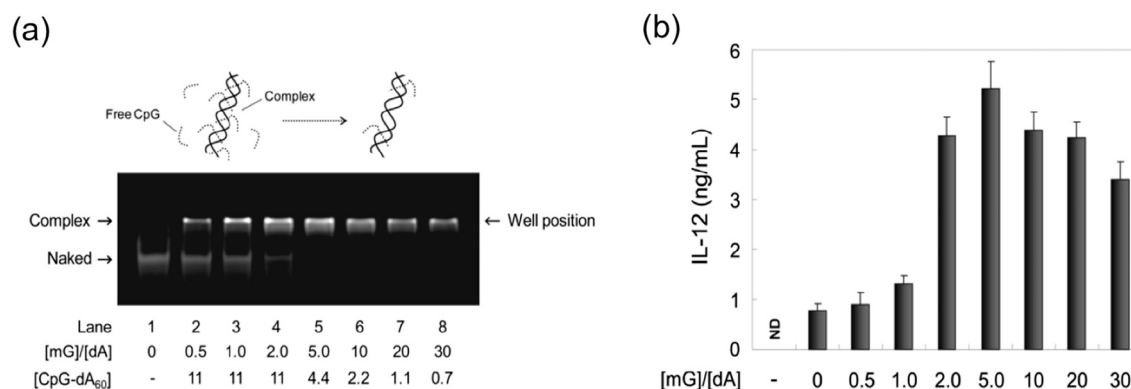 (a)
Free CpG
Complex
Complex →
← Well position
Naked →
Lane 1 2 3 4 5 6 7 8
[mG]/[dA] 0 0.5 1.0 2.0 5.0 10 20 30
[CpG-dA60] - 11 11 11 4.4 2.2 1.1 0.7
(b)
IL-12 (ng/mL)
6
5
4
3
2
1
0
ND
[mG]/[dA] - 0 0.5 1.0 2.0 5.0 10 20 30